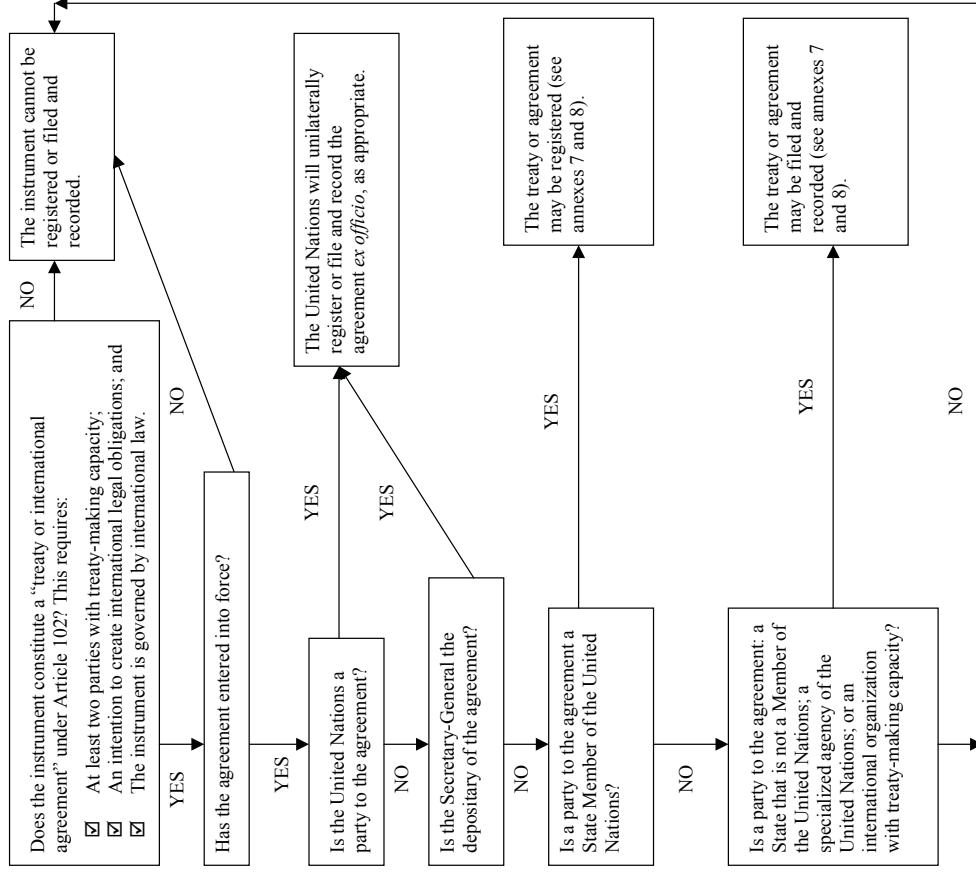 Does the instrument constitute a “treaty or international
agreement” under Article 102? This requires:
☑ At least two parties with treaty-making capacity;
☑ An intention to create international legal obligations; and
☑ The instrument is governed by international law.
NO
The instrument cannot be
registered or filed and
recorded.
YES
Has the agreement entered into force?
NO
YES
Is the United Nations a
party to the agreement?
YES
The United Nations will unilaterally
register or file and record the
agreement ex officio, as appropriate.
NO
Is the Secretary-General the
depositary of the agreement?
YES
NO
Is a party to the agreement a
State Member of the United
Nations?
YES
The treaty or agreement
may be registered (see
annexes 7 and 8).
NO
Is a party to the agreement: a
State that is not a Member of
the United Nations; a
specialized agency of the
United Nations; or an
international organization
with treaty-making capacity?
YES
The treaty or agreement
may be filed and
recorded (see annexes 7
and 8).
NO